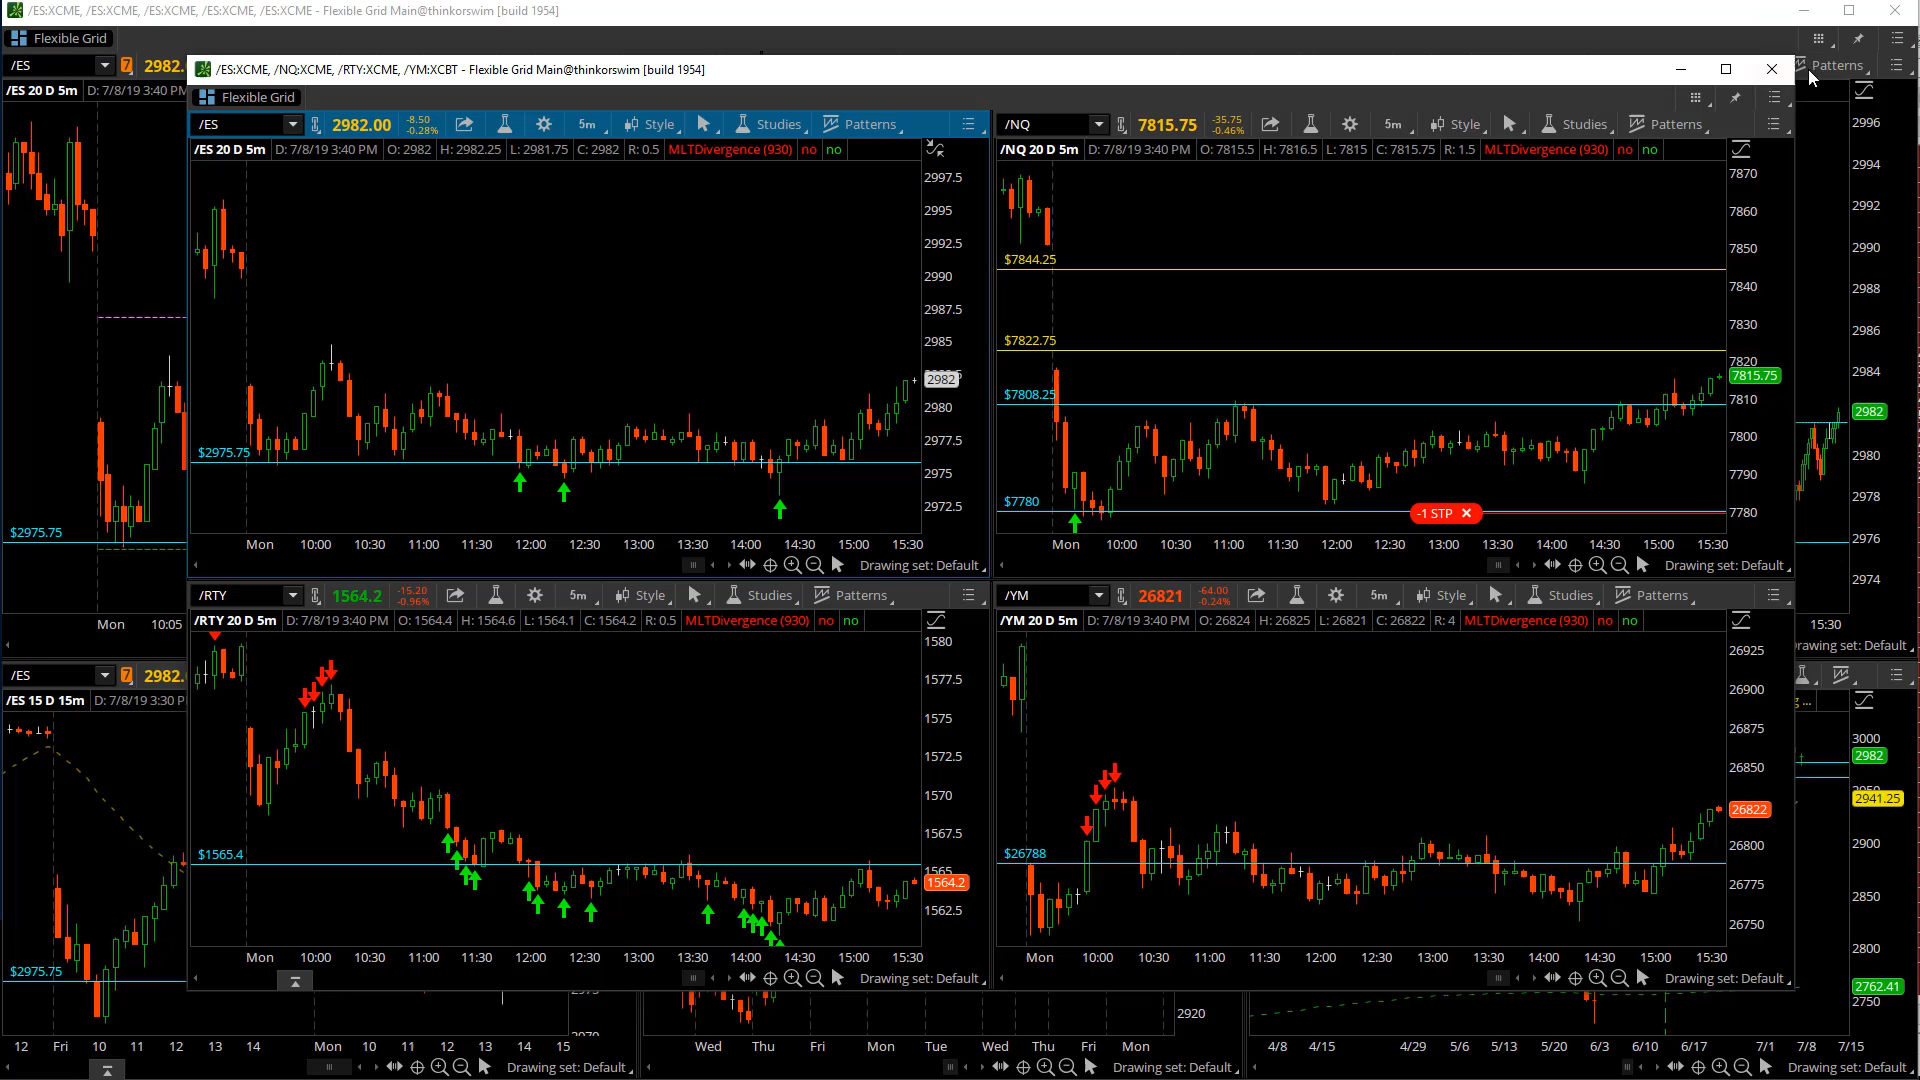 /ES:XCME, /ES:XCME, /ES:XCME, /ES:XCME, /ES:XCME - Flexible Grid Main@thinkorswim [build 1954]
Flexible Grid
/ES 7 2982.
Patterns
/ES 20 D 5m D: 7/8/19 3:40 PM
$2975.75
Mon 10:05
/ES 7 2982.
/ES 15 D 15m D: 7/8/19 3:30 P
$2975.75
/ES:XCME, /NQ:XCME, /RTY:XCME, /YM:XCBT - Flexible Grid Main@thinkorswim [build 1954]
Flexible Grid
/ES 2982.00 -8.50 -0.28% 5m Style Studies Patterns
/ES 20 D 5m D: 7/8/19 3:40 PM O: 2982 H: 2982.25 L: 2981.75 C: 2982 R: 0.5 MLTDivergence (930) no no
2997.5
2995
2992.5
2990
2987.5
2985
2982
2980
2977.5
2975
2972.5
$2975.75
Mon 10:00 10:30 11:00 11:30 12:00 12:30 13:00 13:30 14:00 14:30 15:00 15:30
Drawing set: Default
/NQ 7815.75 -35.75 -0.46% 5m Style Studies Patterns
/NQ 20 D 5m D: 7/8/19 3:40 PM O: 7815.5 H: 7816.5 L: 7815 C: 7815.75 R: 1.5 MLTDivergence (930) no no
7870
7860
7850
7840
7830
7820
7815.75
7810
7800
7790
7780
$7844.25
$7822.75
$7808.25
$7780
-1 STP
Mon 10:00 10:30 11:00 11:30 12:00 12:30 13:00 13:30 14:00 14:30 15:00 15:30
Drawing set: Default
/RTY 1564.2 -15.20 -0.96% 5m Style Studies Patterns
/RTY 20 D 5m D: 7/8/19 3:40 PM O: 1564.4 H: 1564.6 L: 1564.1 C: 1564.2 R: 0.5 MLTDivergence (930) no no
1580
1577.5
1575
1572.5
1570
1567.5
1565
1564.2
1562.5
$1565.4
Mon 10:00 10:30 11:00 11:30 12:00 12:30 13:00 13:30 14:00 14:30 15:00 15:30
Drawing set: Default
/YM 26821 -64.00 -0.24% 5m Style Studies Patterns
/YM 20 D 5m D: 7/8/19 3:40 PM O: 26824 H: 26825 L: 26821 C: 26822 R: 4 MLTDivergence (930) no no
26925
26900
26875
26850
26822
26800
26775
26750
$26788
Mon 10:00 10:30 11:00 11:30 12:00 12:30 13:00 13:30 14:00 14:30 15:00 15:30
Drawing set: Default
2996
2994
2992
2990
2988
2986
2984
2982
2980
2978
2976
2974
15:30
rawing set: Default
3000
2982
2941.25
2900
2850
2800
2762.41
2750
2920
12 Fri 10 11 12 13 14 Mon 10 11 12 13 14 15
Drawing set: Default
Wed Thu Fri Mon Tue Wed Thu Fri Mon
Drawing set: Default
4/8 4/15 4/29 5/6 5/13 5/20 6/3 6/10 6/17 7/1 7/8 7/15
Drawing set: Default